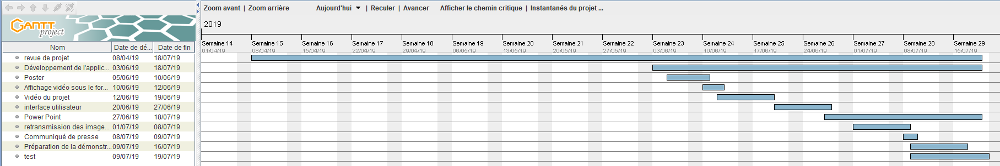 Zoom avant | Zoom arrière Aujourd'hui | Reculer | Avancer Afficher le chemin critique | Instantanés du projet ...
GANTT project
2019
Nom Date de dé... Date de fin
Semaine 14 Semaine 15 Semaine 16 Semaine 17 Semaine 18 Semaine 19 Semaine 20 Semaine 21 Semaine 22 Semaine 23 Semaine 24 Semaine 25 Semaine 26 Semaine 27 Semaine 28 Semaine 29
01/04/19 08/04/19 15/04/19 22/04/19 29/04/19 06/05/19 13/05/19 20/05/19 27/05/19 03/06/19 10/06/19 17/06/19 24/06/19 01/07/19 08/07/19 15/07/19
revue de projet 08/04/19 18/07/19
Développement de l'applic... 03/06/19 18/07/19
Poster 05/06/19 10/06/19
Affichage vidéo sous le for... 10/06/19 12/06/19
Vidéo du projet 12/06/19 19/06/19
interface utilisateur 20/06/19 27/06/19
Power Point 27/06/19 18/07/19
retransmission des image... 01/07/19 08/07/19
Communiqué de presse 08/07/19 09/07/19
Préparation de la démonstr... 09/07/19 16/07/19
test 09/07/19 19/07/19